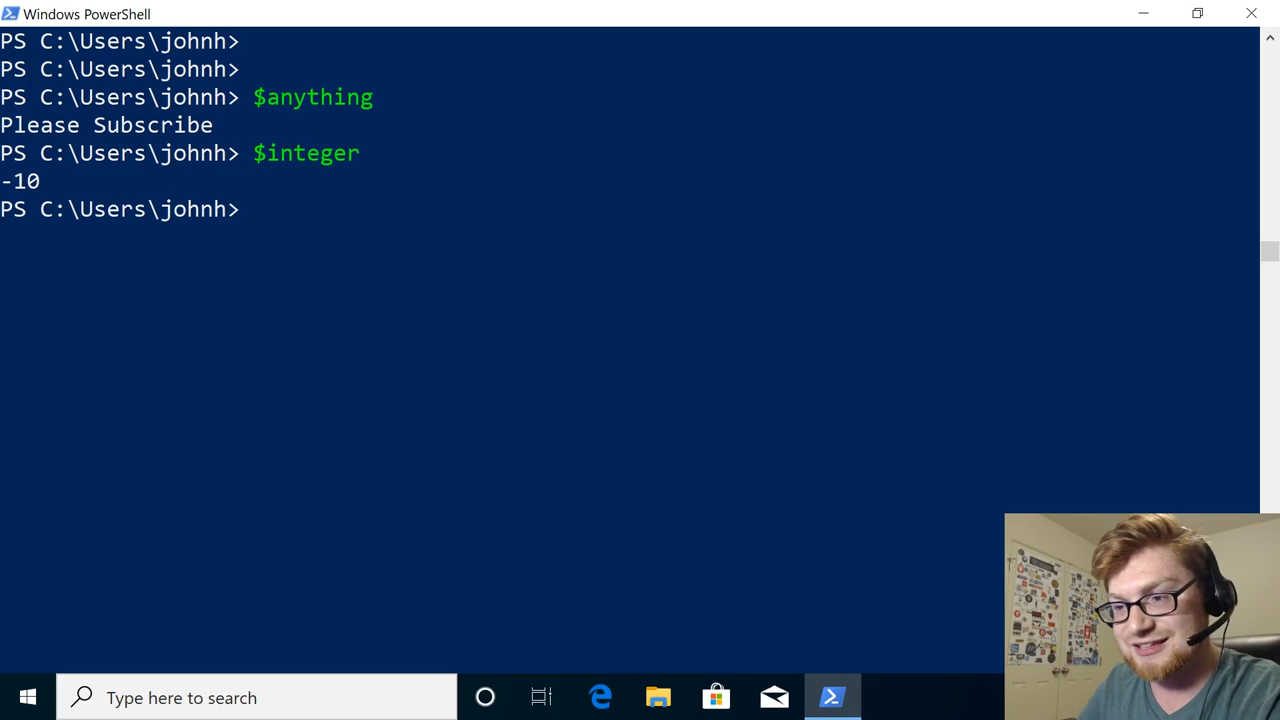 Windows PowerShell
PS C:\Users\johnh>
PS C:\Users\johnh>
PS C:\Users\johnh> $anything
Please Subscribe
PS C:\Users\johnh> $integer
-10
PS C:\Users\johnh>
Type here to search